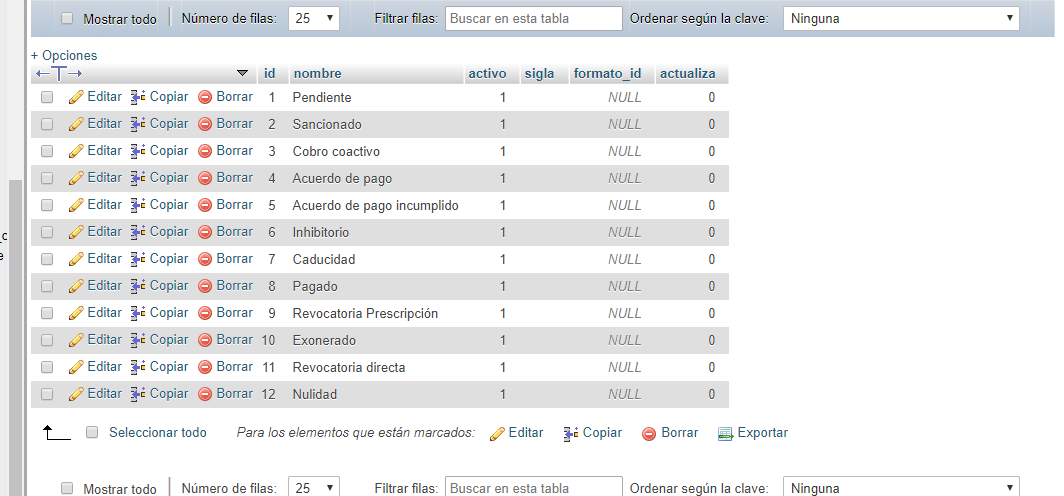 Mostrar todo Número de filas: 25 Filtrar filas: Buscar en esta tabla Ordenar según la clave: Ninguna
+ Opciones
id nombre activo sigla formato_id actualiza
Editar Copiar Borrar 1 Pendiente 1 NULL 0
Editar Copiar Borrar 2 Sancionado 1 NULL 0
Editar Copiar Borrar 3 Cobro coactivo 1 NULL 0
Editar Copiar Borrar 4 Acuerdo de pago 1 NULL 0
Editar Copiar Borrar 5 Acuerdo de pago incumplido 1 NULL 0
Editar Copiar Borrar 6 Inhibitorio 1 NULL 0
Editar Copiar Borrar 7 Caducidad 1 NULL 0
Editar Copiar Borrar 8 Pagado 1 NULL 0
Editar Copiar Borrar 9 Revocatoria Prescripción 1 NULL 0
Editar Copiar Borrar 10 Exonerado 1 NULL 0
Editar Copiar Borrar 11 Revocatoria directa 1 NULL 0
Editar Copiar Borrar 12 Nulidad 1 NULL 0
Seleccionar todo Para los elementos que están marcados: Editar Copiar Borrar Exportar
Mostrar todo Número de filas: 25 Filtrar filas: Buscar en esta tabla Ordenar según la clave: Ninguna